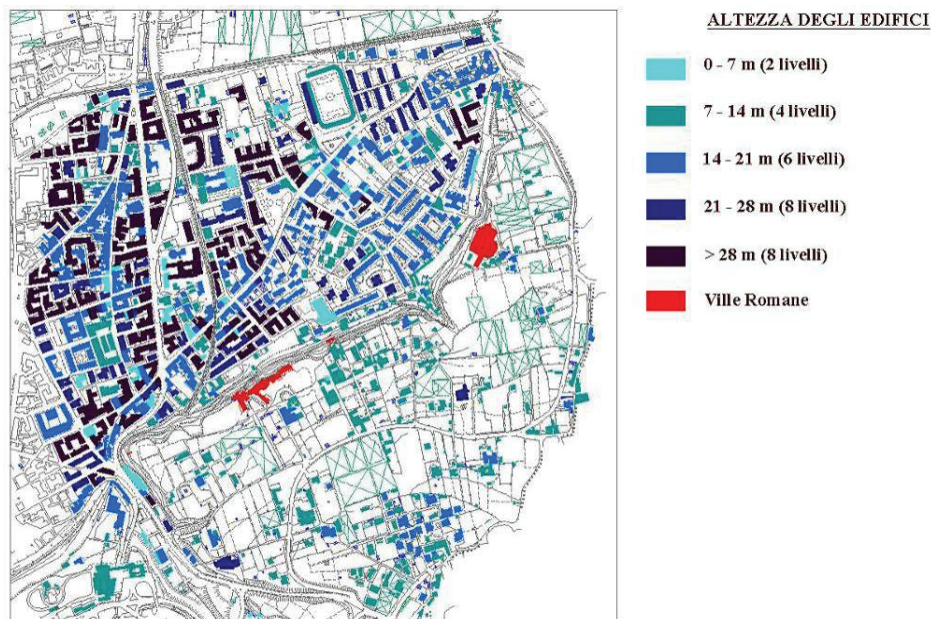 ALTEZZA DEGLI EDIFICI
0 - 7 m (2 livelli)
7 - 14 m (4 livelli)
14 - 21 m (6 livelli)
21 - 28 m (8 livelli)
> 28 m (8 livelli)
Ville Romane